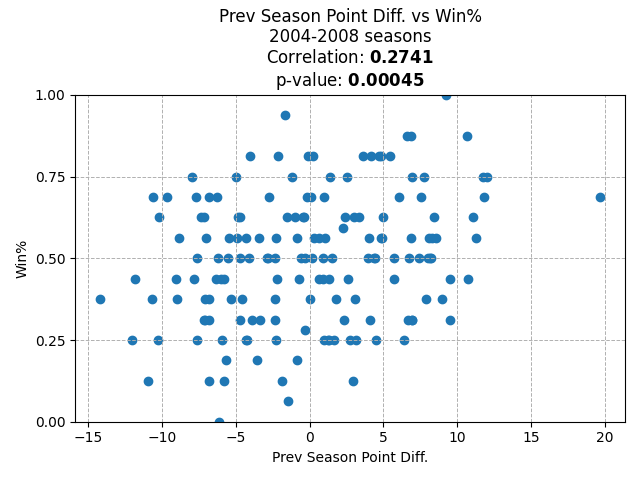 Prev Season Point Diff. vs Win%
2004-2008 seasons
Correlation: 0.2741
p-value: 0.00045
1.00
0.75
0.50
0.25
0.00
Win%
−15
−10
−5
0
5
10
15
20
Prev Season Point Diff.